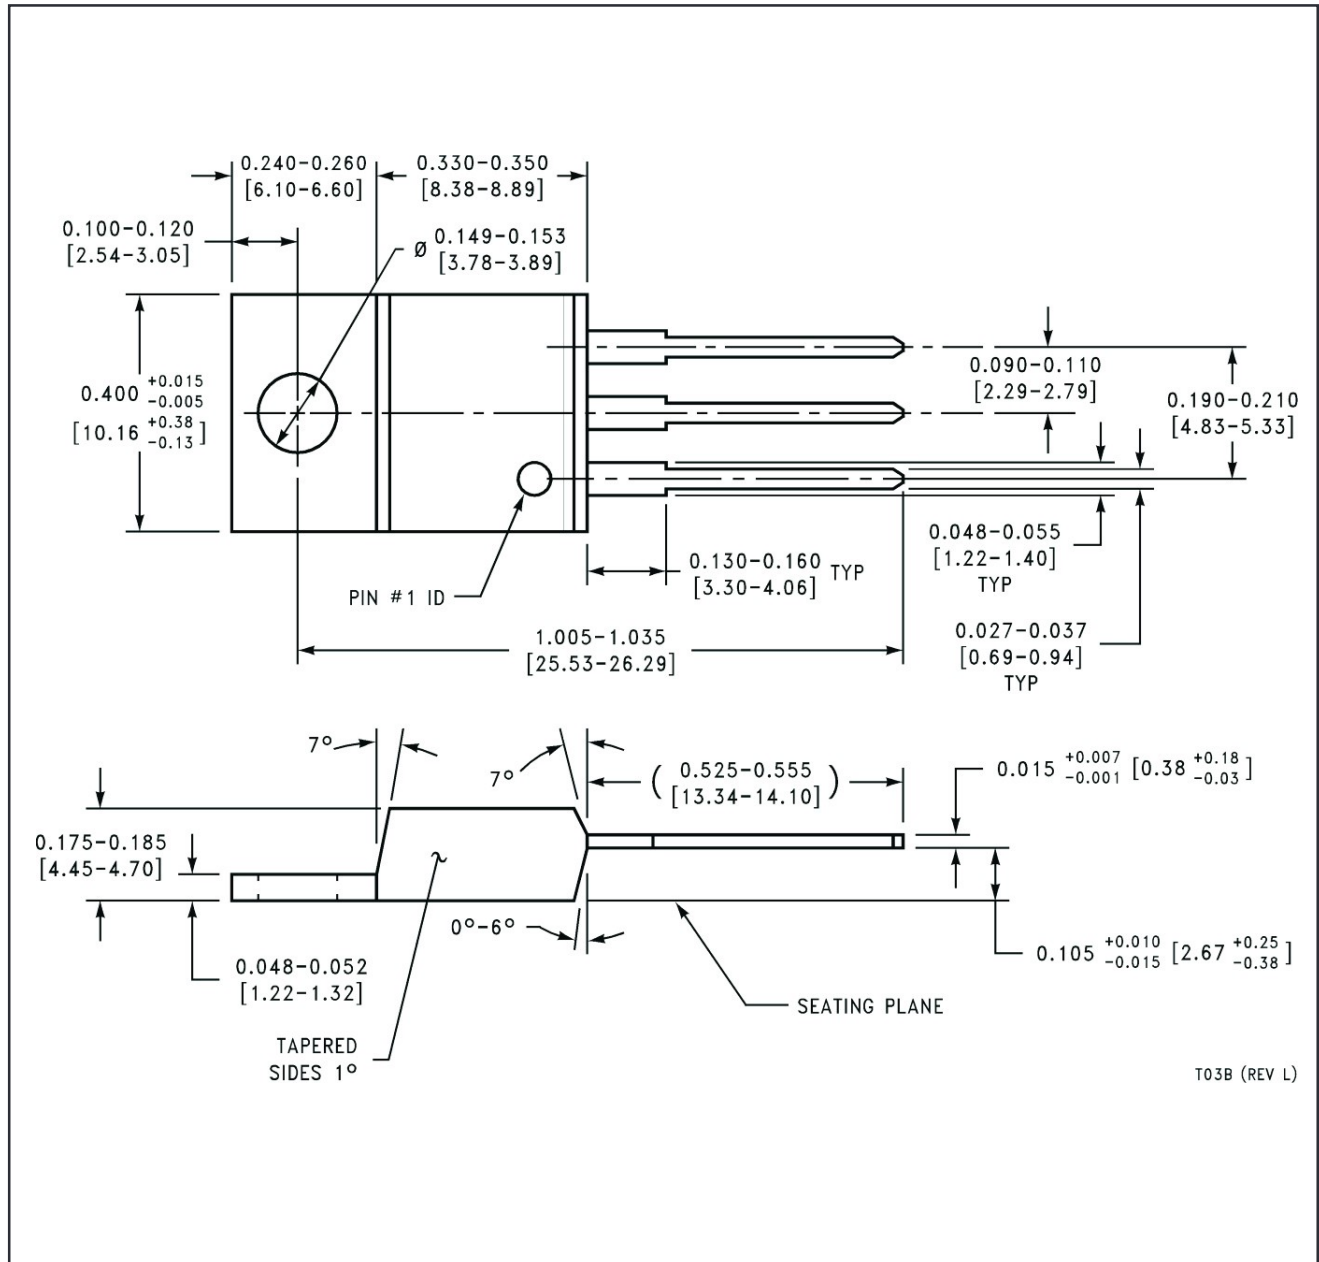 0.240-0.260
[6.10-6.60]
0.330-0.350
[8.38-8.89]
0.100-0.120
[2.54-3.05]
Ø 0.149-0.153
[3.78-3.89]
0.400 +0.015 -0.005
[10.16 +0.38 -0.13]
0.090-0.110
[2.29-2.79]
0.190-0.210
[4.83-5.33]
0.048-0.055
[1.22-1.40]
TYP
0.130-0.160 TYP
[3.30-4.06]
PIN #1 ID
1.005-1.035
[25.53-26.29]
0.027-0.037
[0.69-0.94]
TYP
7°
7°
(0.525-0.555
[13.34-14.10])
0.015 +0.007 -0.001 [0.38 +0.18 -0.03]
0.175-0.185
[4.45-4.70]
0°-6°
0.105 +0.010 -0.015 [2.67 +0.25 -0.38]
0.048-0.052
[1.22-1.32]
SEATING PLANE
TAPERED
SIDES 1°
T03B (REV L)